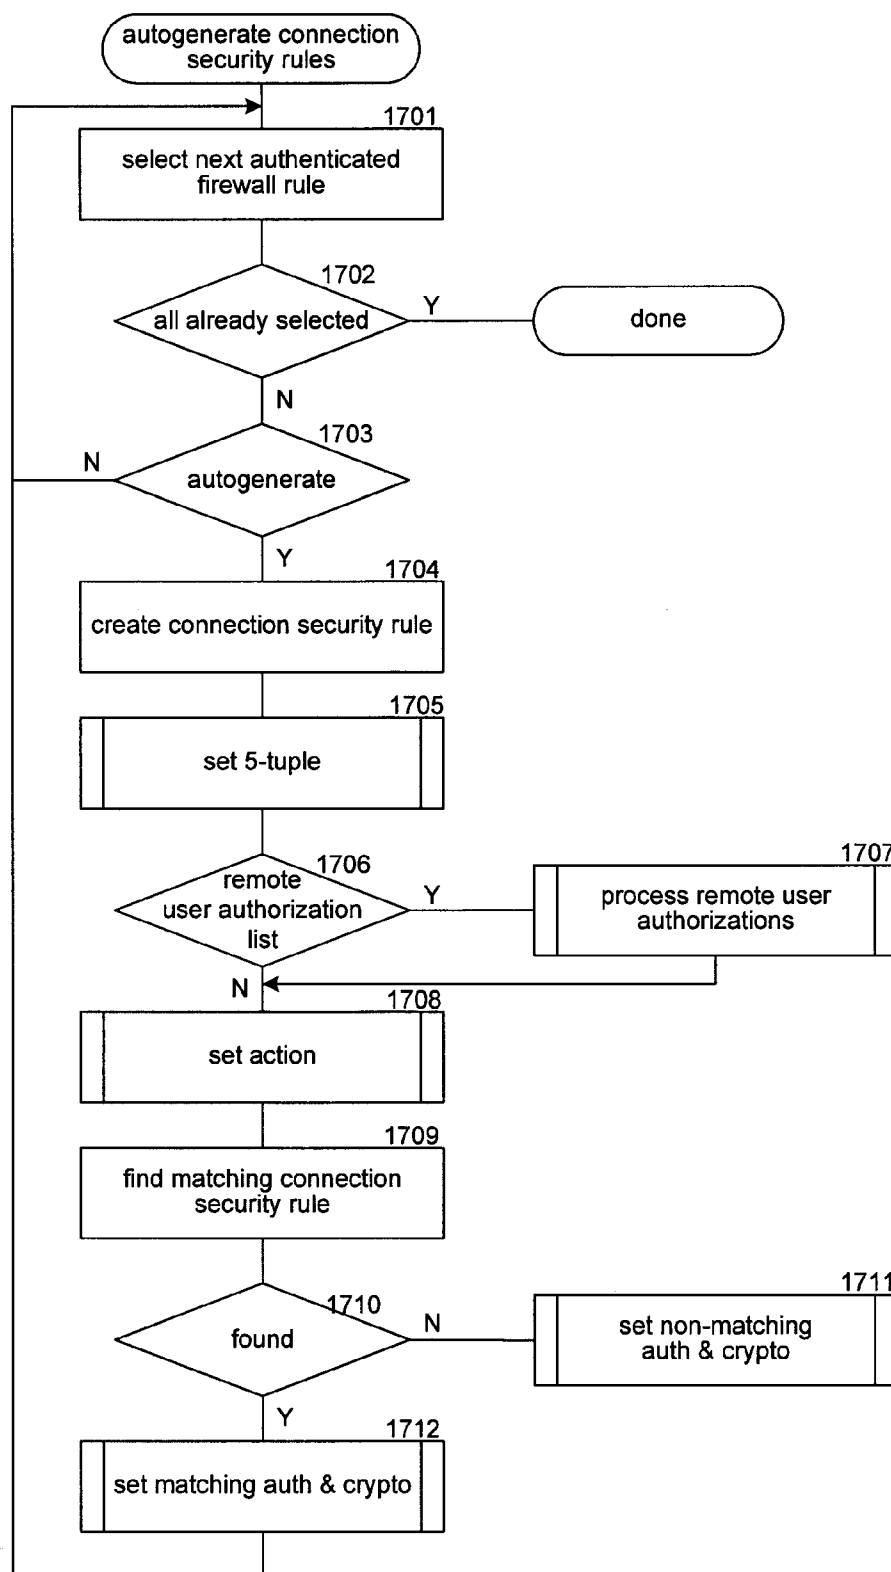 autogenerate connection
security rules
1701
select next authenticated
firewall rule
1702
all already selected
Y
done
N
1703
autogenerate
N
Y
1704
create connection security rule
1705
set 5-tuple
1706
remote
user authorization
list
Y
1707
process remote user
authorizations
N
1708
set action
1709
find matching connection
security rule
1710
found
N
1711
set non-matching
auth & crypto
Y
1712
set matching auth & crypto